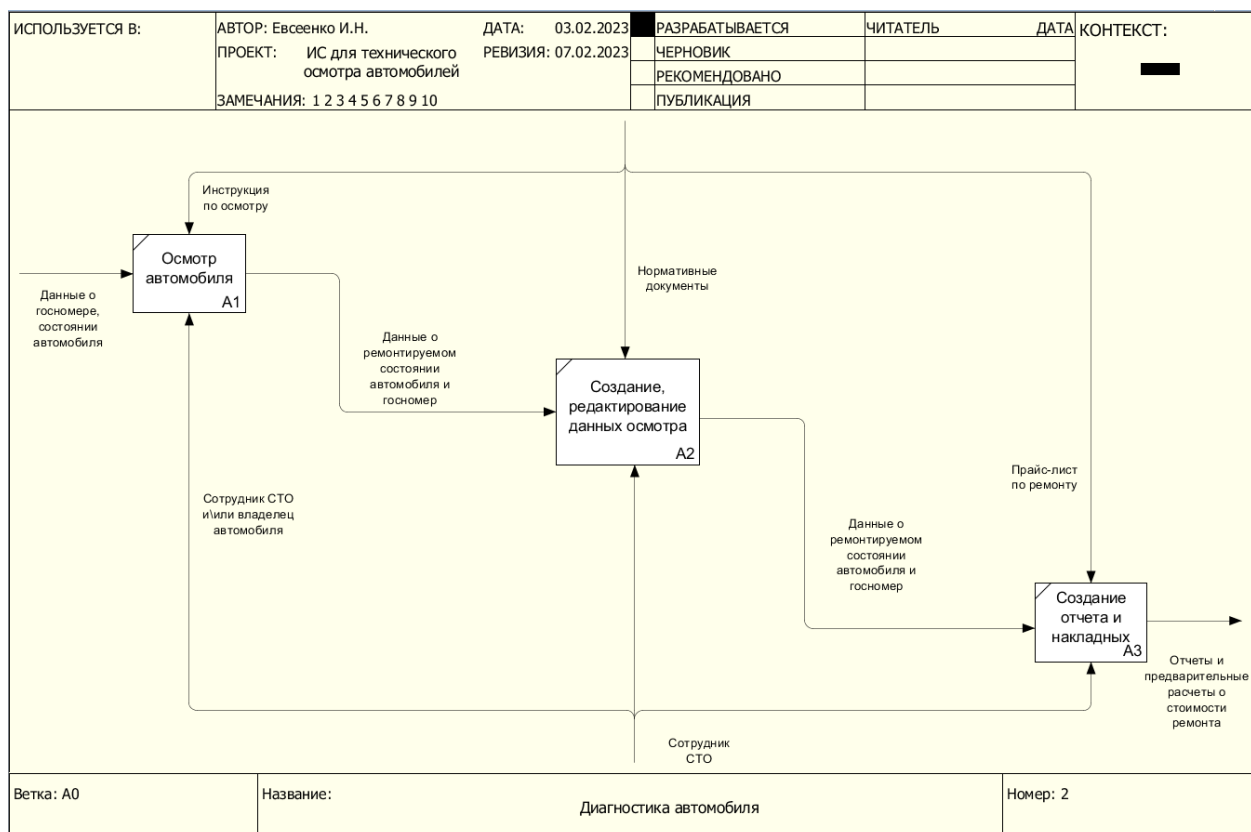 ИСПОЛЬЗУЕТСЯ В:
АВТОР: Евсеенко И.Н.
ДАТА: 03.02.2023
РАЗРАБАТЫВАЕТСЯ
ЧИТАТЕЛЬ
ДАТА
КОНТЕКСТ:
ПРОЕКТ: ИС для технического
осмотра автомобилей
РЕВИЗИЯ: 07.02.2023
ЧЕРНОВИК
РЕКОМЕНДОВАНО
ЗАМЕЧАНИЯ: 1 2 3 4 5 6 7 8 9 10
ПУБЛИКАЦИЯ
Инструкция
по осмотру
Осмотр
автомобиля
A1
Данные о
госномере,
состоянии
автомобиля
Нормативные
документы
Данные о
ремонтируемом
состоянии
автомобиля и
госномер
Создание,
редактирование
данных осмотра
A2
Прайс-лист
по ремонту
Сотрудник СТО
и\или владелец
автомобиля
Данные о
ремонтируемом
состоянии
автомобиля и
госномер
Создание
отчета и
накладных
A3
Отчеты и
предварительные
расчеты о
стоимости
ремонта
Сотрудник
СТО
Ветка: A0
Название:
Диагностика автомобиля
Номер: 2